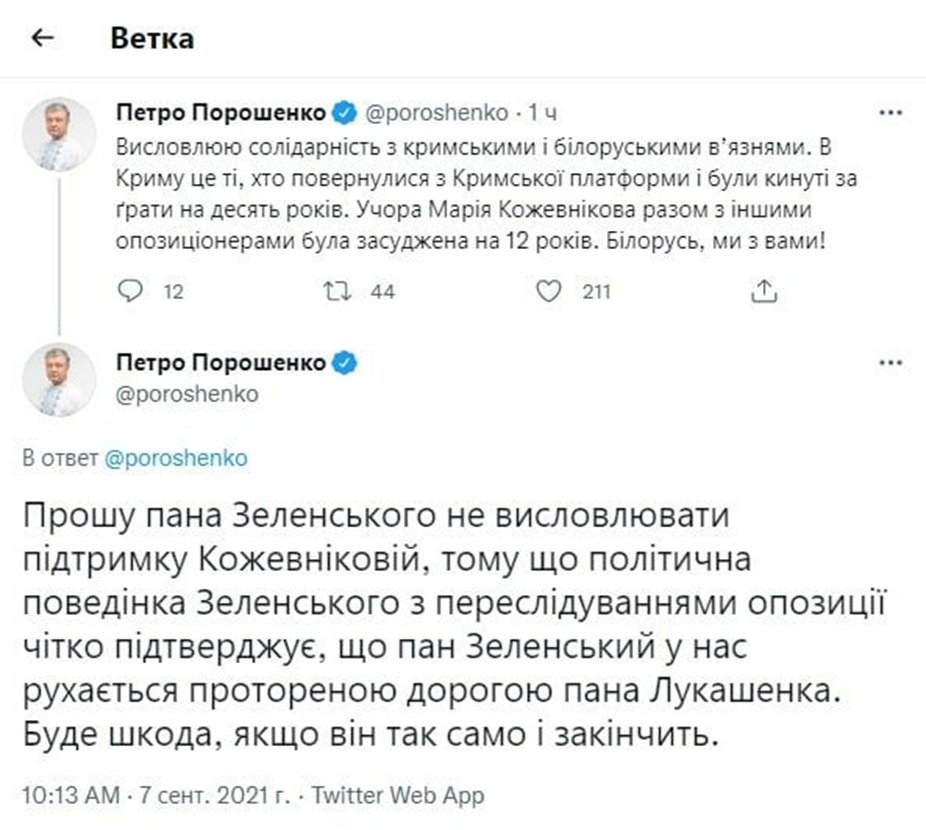 Ветка
Петро Порошенко @poroshenko · 1 ч
Висловлюю солідарність з кримськими і білоруськими в’язнями. В
Криму це ті, хто повернулися з Кримської платформи і були кинуті за
ґрати на десять років. Учора Марія Кожевнікова разом з іншими
опозиціонерами була засуджена на 12 років. Білорусь, ми з вами!
12 44 211
Петро Порошенко
@poroshenko
В ответ @poroshenko
Прошу пана Зеленського не висловлювати
підтримку Кожевніковій, тому що політична
поведінка Зеленського з переслідуваннями опозиції
чітко підтверджує, що пан Зеленський у нас
рухається протореною дорогою пана Лукашенка.
Буде шкода, якщо він так само і закінчить.
10:13 AM · 7 сент. 2021 г. · Twitter Web App